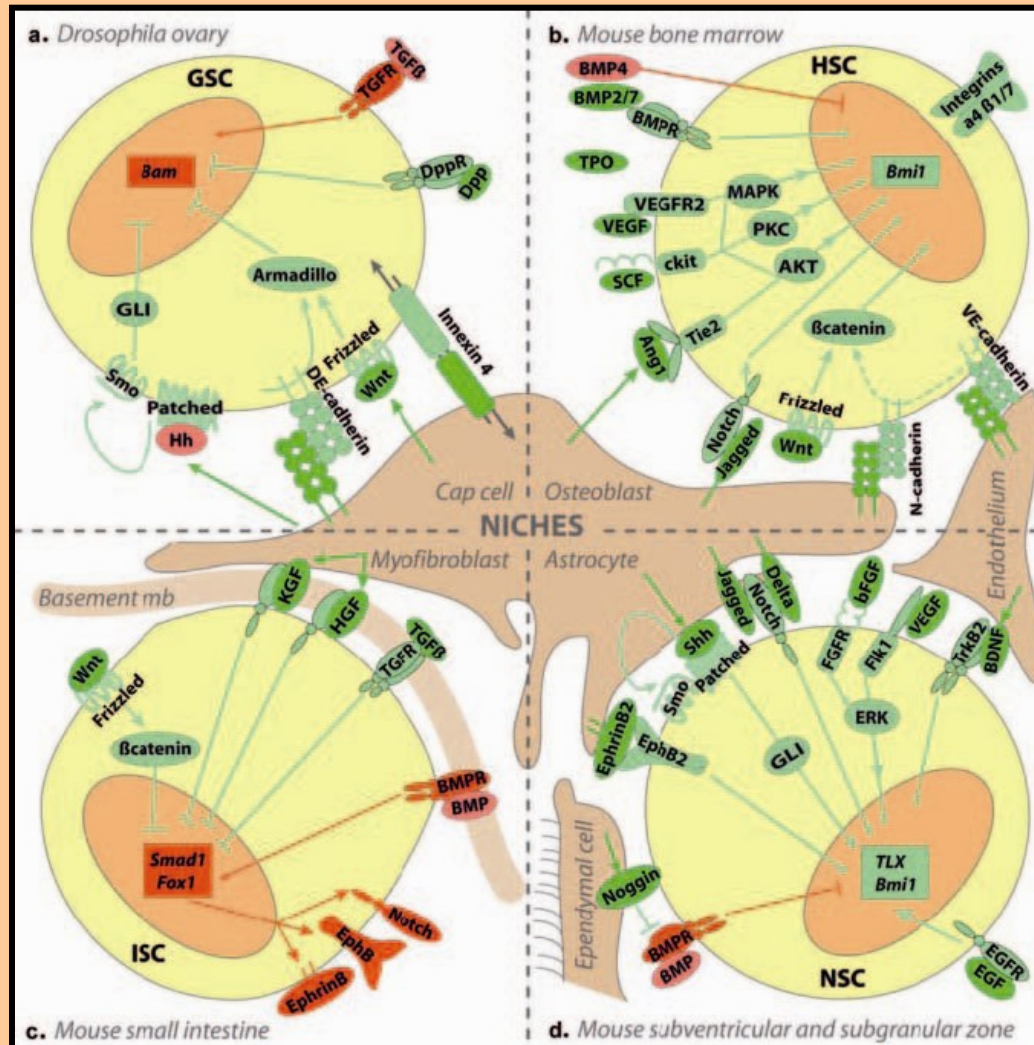 a. Drosophila ovary
GSC
TGFß
TGFR
Bam
DppR
Dpp
Armadillo
GLI
Smo
Patched
Hh
DE-cadherin
Frizzled
Wnt
Innexin 4
Cap cell
b. Mouse bone marrow
HSC
BMP4
BMP2/7
BMPR
Integrins
a4 ß1/7
TPO
Bmi1
MAPK
VEGFR2
VEGF
PKC
ckit
SCF
AKT
Tie2
Ang1
ßcatenin
VE-cadherin
Notch
Jagged
Frizzled
Wnt
N-cadherin
Osteoblast
Endothelium
NICHES
Myofibroblast
Basement mb
KGF
HGF
TGFß
TGFR
Wnt
Frizzled
ßcatenin
BMPR
BMP
Smad1
Fox1
Notch
EphB
EphrinB
ISC
c. Mouse small intestine
Astrocyte
Jagged
Delta
Notch
bFGF
FGFR
VEGF
Flk1
TrkB2
BDNF
Shh
Patched
Smo
ERK
EphrinB2
EphB2
GLI
Ependymal cell
Noggin
TLX
Bmi1
BMPR
BMP
EGFR
EGF
NSC
d. Mouse subventricular and subgranular zone